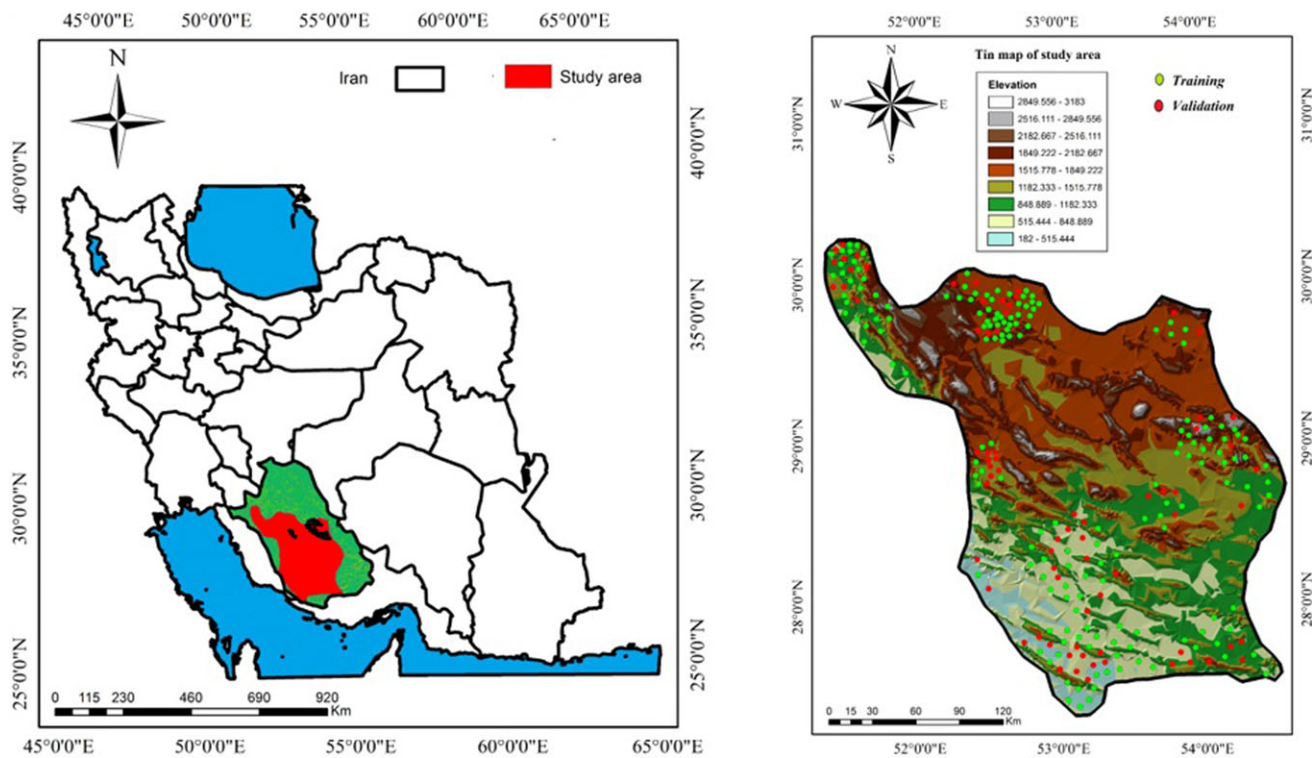 45°0'0"E 50°0'0"E 55°0'0"E 60°0'0"E 65°0'0"E
N
Iran
Study area
40°0'0"N
35°0'0"N
30°0'0"N
25°0'0"N
40°0'0"N
35°0'0"N
30°0'0"N
25°0'0"N
0 115 230 460 690 920
Km
45°0'0"E 50°0'0"E 55°0'0"E 60°0'0"E 65°0'0"E
52°0'0"E 53°0'0"E 54°0'0"E
N
W
E
S
Tin map of study area
Elevation
2849.556 - 3183
2516.111 - 2849.556
2182.667 - 2516.111
1849.222 - 2182.667
1515.778 - 1849.222
1182.333 - 1515.778
848.889 - 1182.333
515.444 - 848.889
182 - 515.444
Training
Validation
31°0'0"N
30°0'0"N
29°0'0"N
28°0'0"N
31°0'0"N
30°0'0"N
29°0'0"N
28°0'0"N
0 15 30 60 90 120
Km
52°0'0"E 53°0'0"E 54°0'0"E